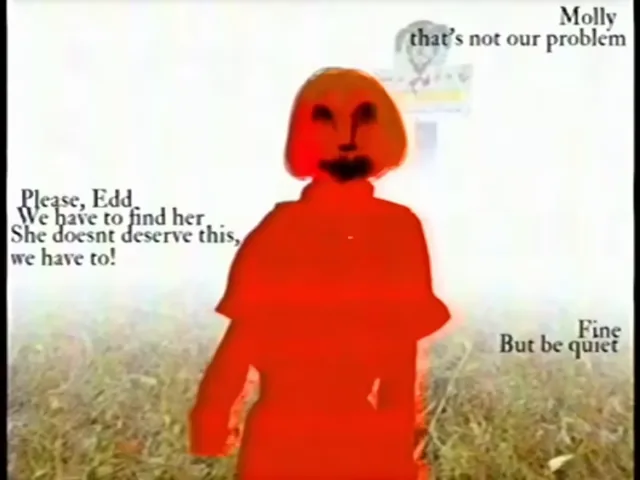 Molly
that's not our problem
Please, Edd
We have to find her
She doesnt deserve this,
we have to!
Fine
But be quiet